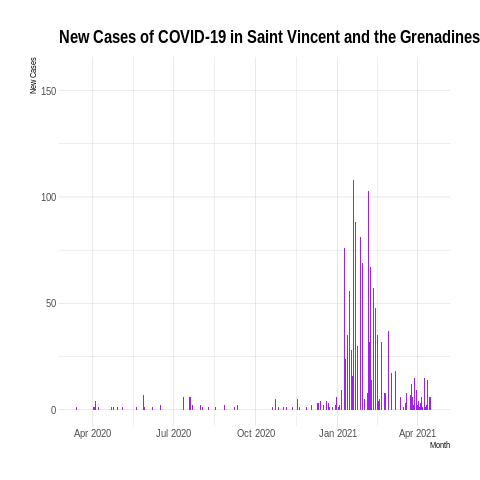 New Cases of COVID-19 in Saint Vincent and the Grenadines
New Cases
150
100
50
0
Apr 2020 Jul 2020 Oct 2020 Jan 2021 Apr 2021
Month